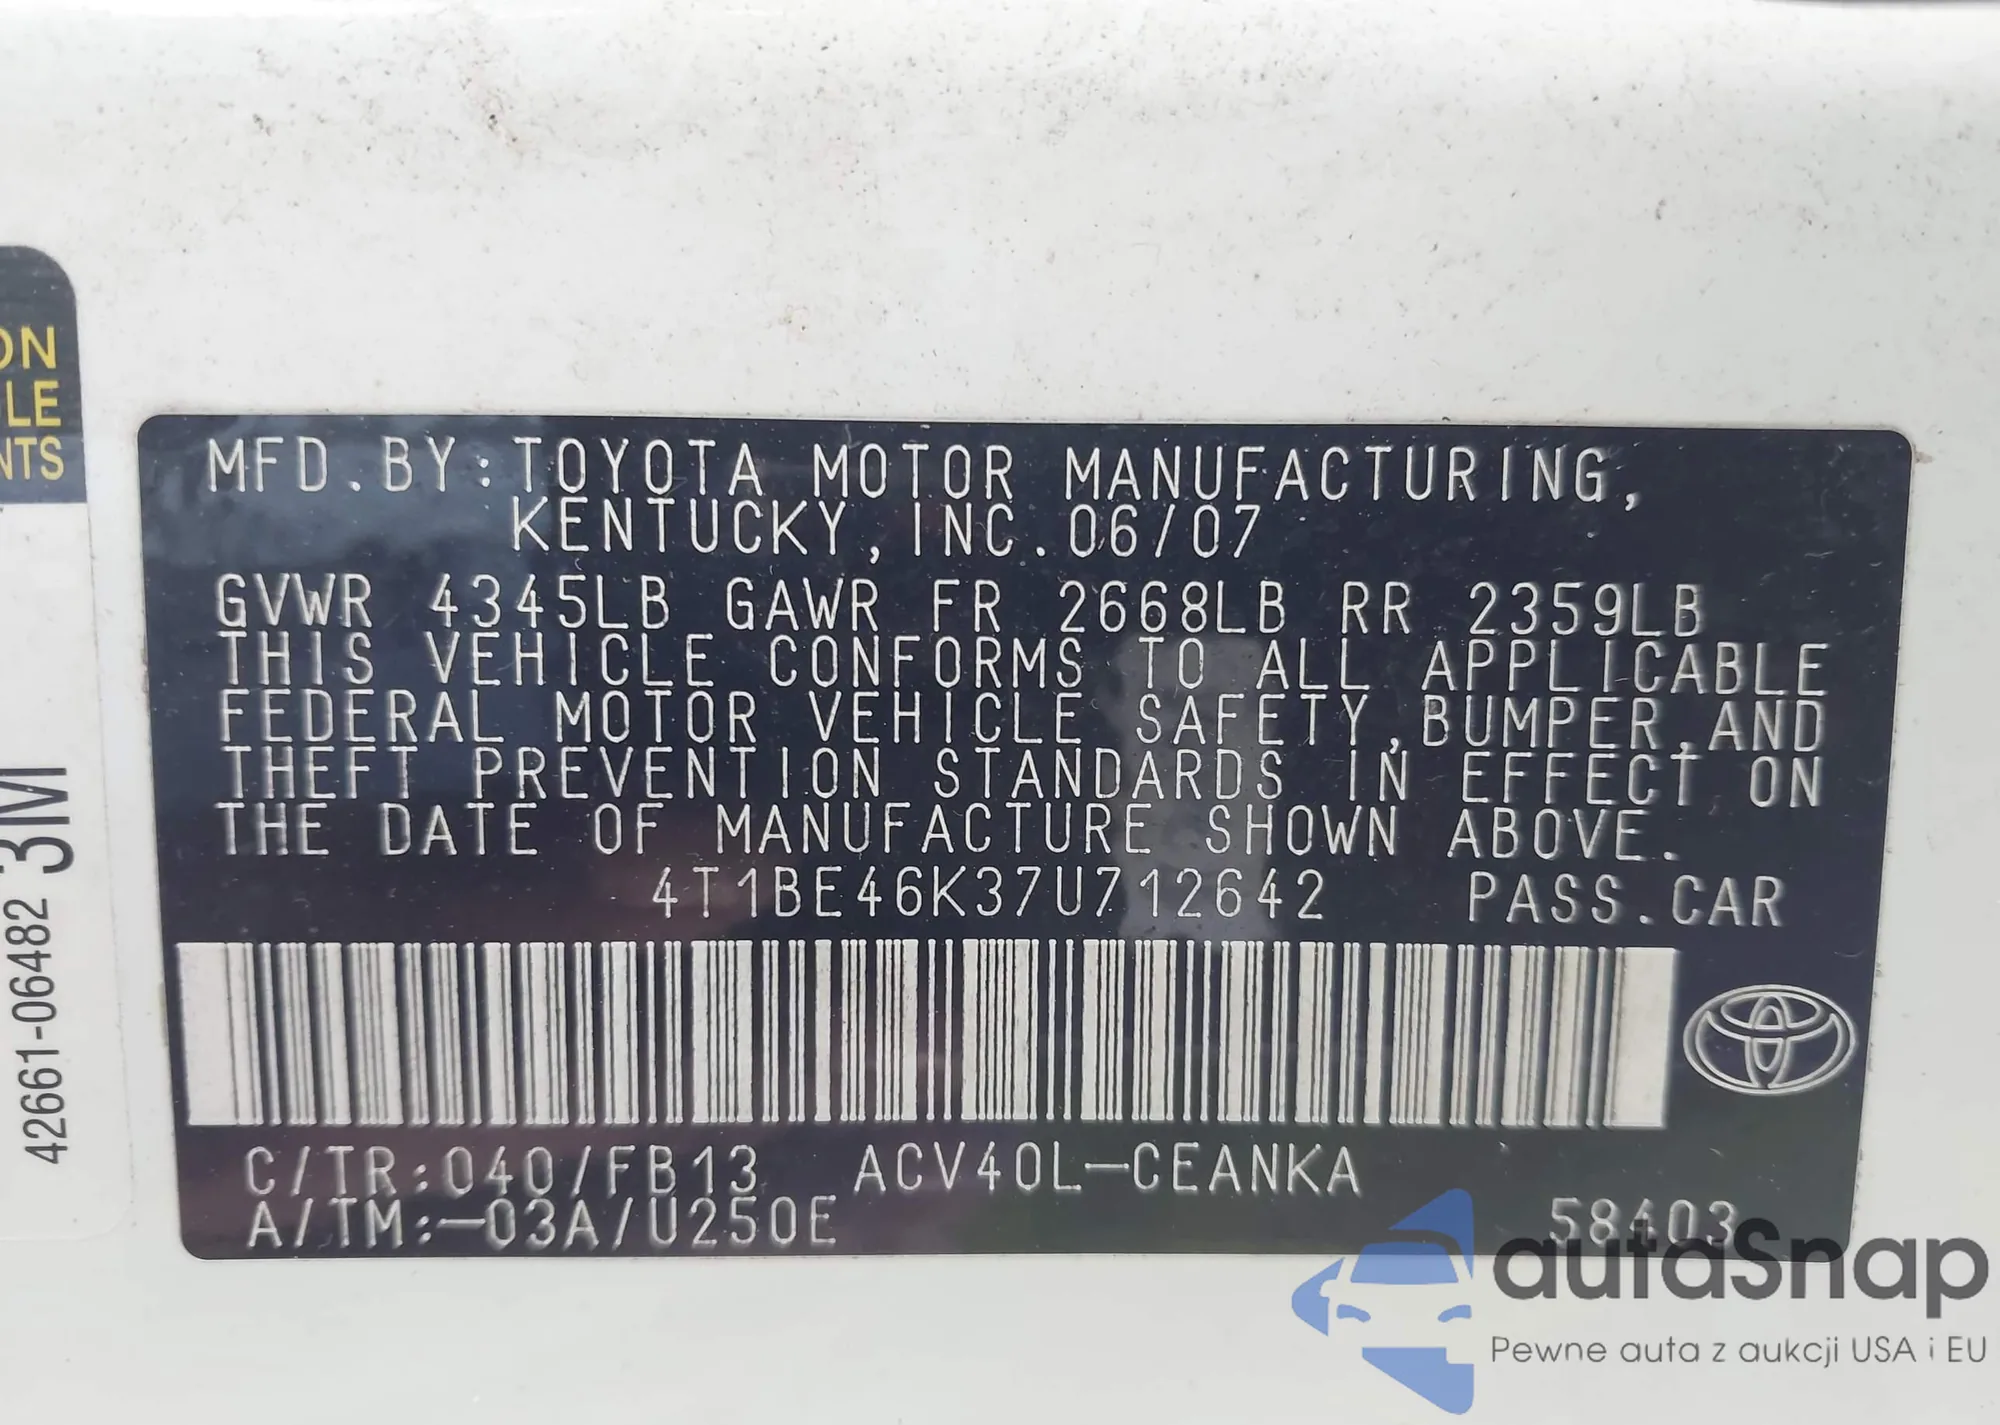 ON
LE
NTS
3M
42661-06482
MFD.BY:TOYOTA MOTOR MANUFACTURING,
KENTUCKY,INC.06/07
GVWR 4345LB GAWR FR 2668LB RR 2359LB
THIS VEHICLE CONFORMS TO ALL APPLICABLE
FEDERAL MOTOR VEHICLE SAFETY,BUMPER,AND
THEFT PREVENTION STANDARDS IN EFFECT ON
THE DATE OF MANUFACTURE SHOWN ABOVE.
4T1BE46K37U712642 PASS.CAR
C/TR:040/FB13 ACV40L-CEANKA
A/TM:-03A/U250E 58403
autaSnap
Pewne auta z aukcji USA i EU